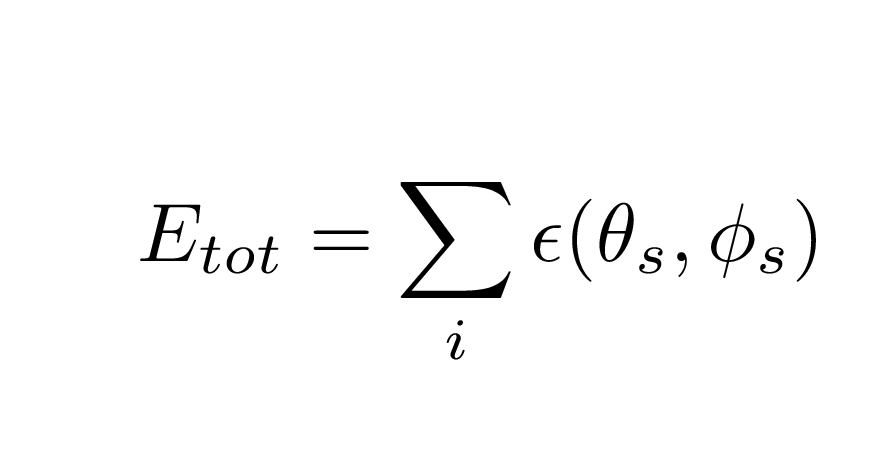 E_{tot} = \sum_{i} \epsilon(\theta_s, \phi_s)